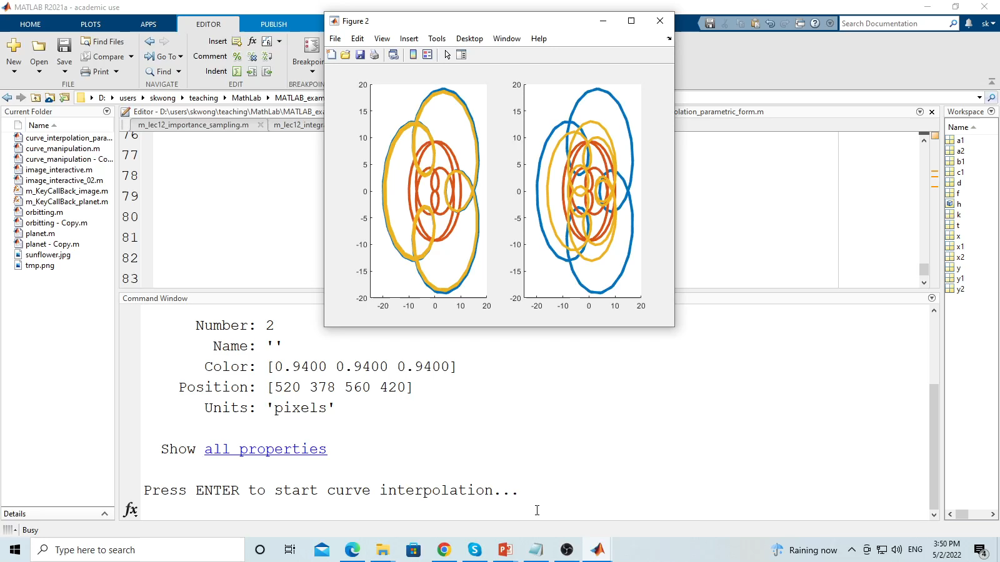 MATLAB R2021a - academic use
HOME PLOTS APPS EDITOR PUBLISH
Search Documentation
sk
New Open Save
Find Files
Compare
Print
FILE
Go To
Find
NAVIGATE
Insert
Comment
Indent
fx
EDIT
Breakpoin
BREAKPOIN
D: users skwong teaching MathLab MATLAB_exam
Current Folder
Name
curve_interpolation_para...
curve_manipulation.m
curve_manipulation - Co...
image_interactive.m
image_interactive_02.m
m_KeyCallBack_image.m
m_KeyCallBack_planet.m
orbitting.m
orbitting - Copy.m
planet.m
planet - Copy.m
sunflower.jpg
tmp.png
Details
Editor - D:\users\skwong\teaching\MathLab\MATLAB_ex
olation_parametric_form.m
m_lec12_importance_sampling.m
m_lec12_integr
76
77
78
79
80
81
82
83
Figure 2
File Edit View Insert Tools Desktop Window Help
20
15
10
5
0
-5
-10
-15
-20
-20 -10 0 10 20
20
15
10
5
0
-5
-10
-15
-20
-20 -10 0 10 20
Workspace
Name
a1
a2
b1
c1
d
f
h
k
t
x
x1
x2
y
y1
y2
Command Window
Number: 2
Name: ''
Color: [0.9400 0.9400 0.9400]
Position: [520 378 560 420]
Units: 'pixels'
Show all properties
Press ENTER to start curve interpolation...
fx
Busy
Type here to search
Raining now
ENG
3:50 PM
5/2/2022
4